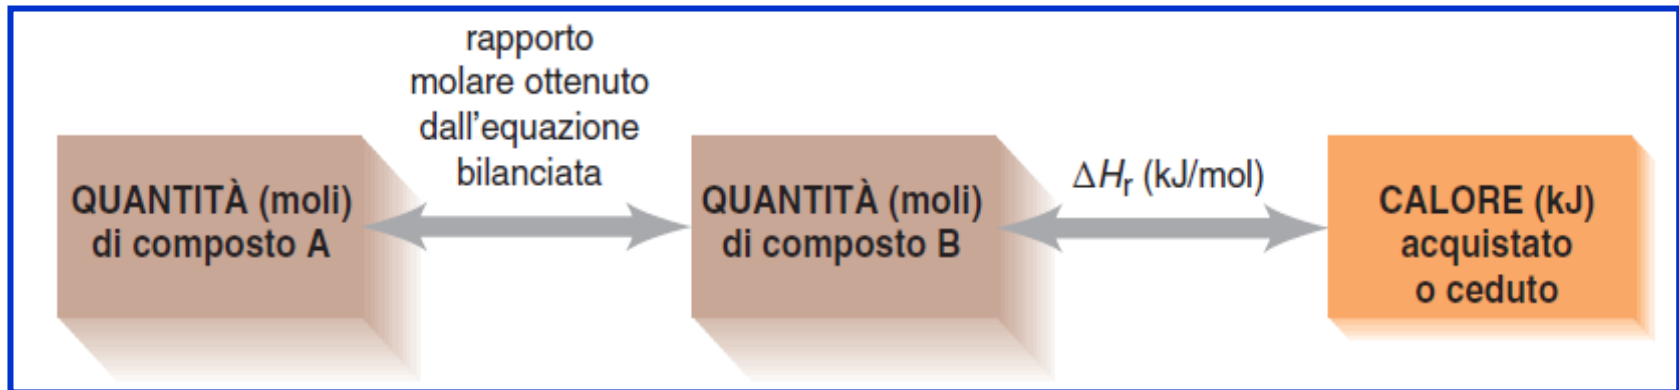 rapporto
molare ottenuto
dall'equazione
bilanciata
QUANTITÀ (moli)
di composto A
QUANTITÀ (moli)
di composto B
ΔHr (kJ/mol)
CALORE (kJ)
acquistato
o ceduto